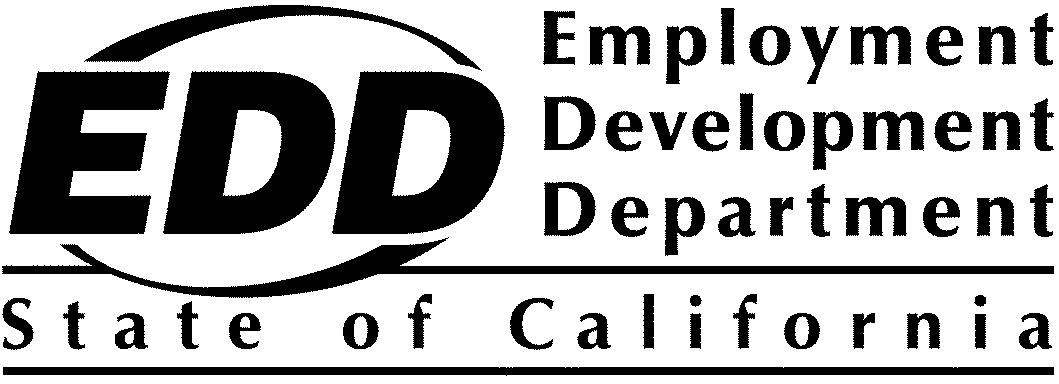 EDD
Employment
Development
Department
State of California